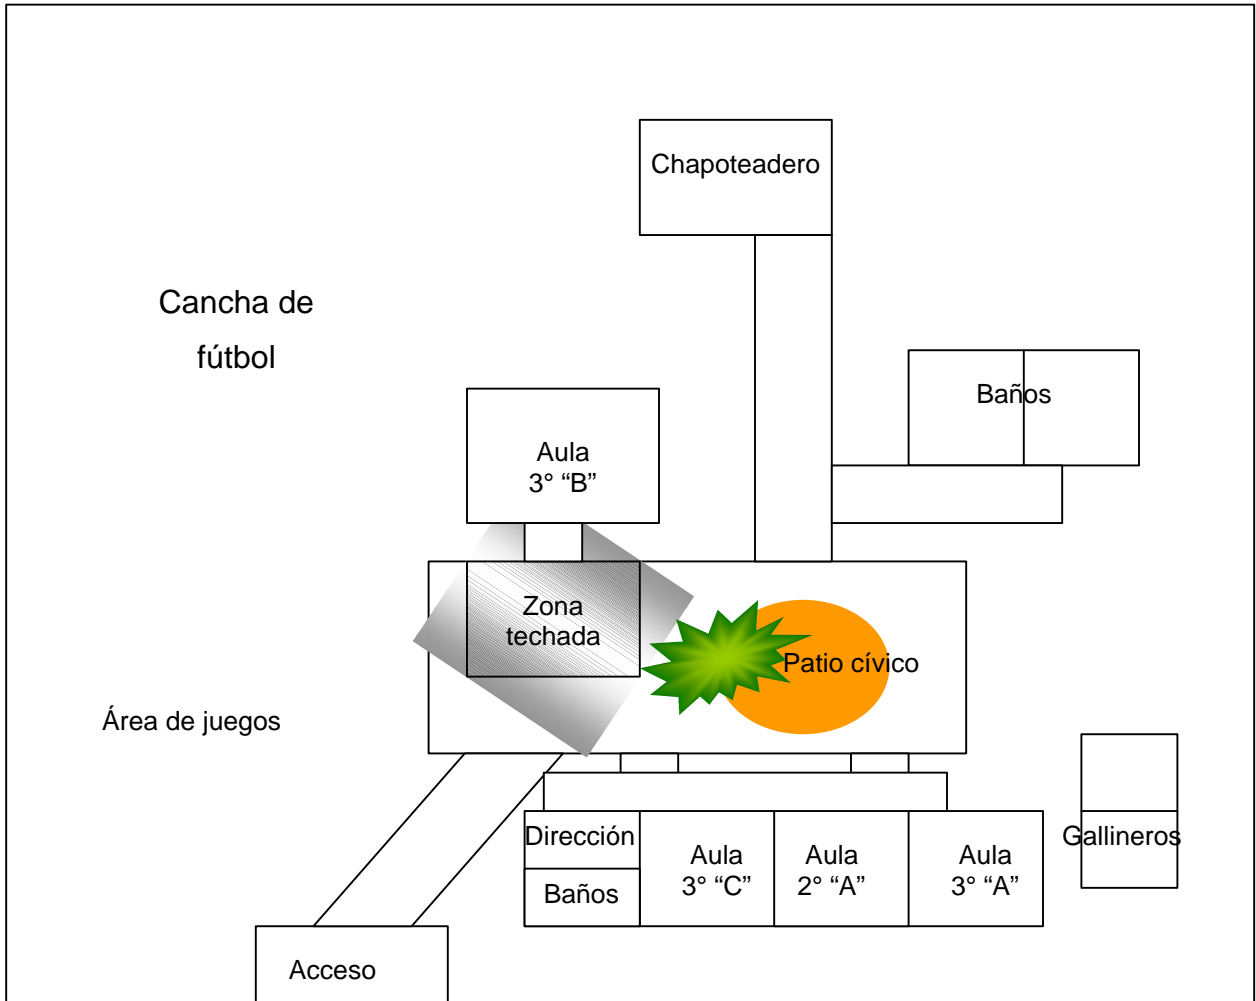 Chapoteadero
Cancha de
fútbol
Baños
Aula
3° “B”
Zona
techada
Patio cívico
Área de juegos
Dirección
Baños
Aula
3° “C”
Aula
2° “A”
Aula
3° “A”
Gallineros
Acceso